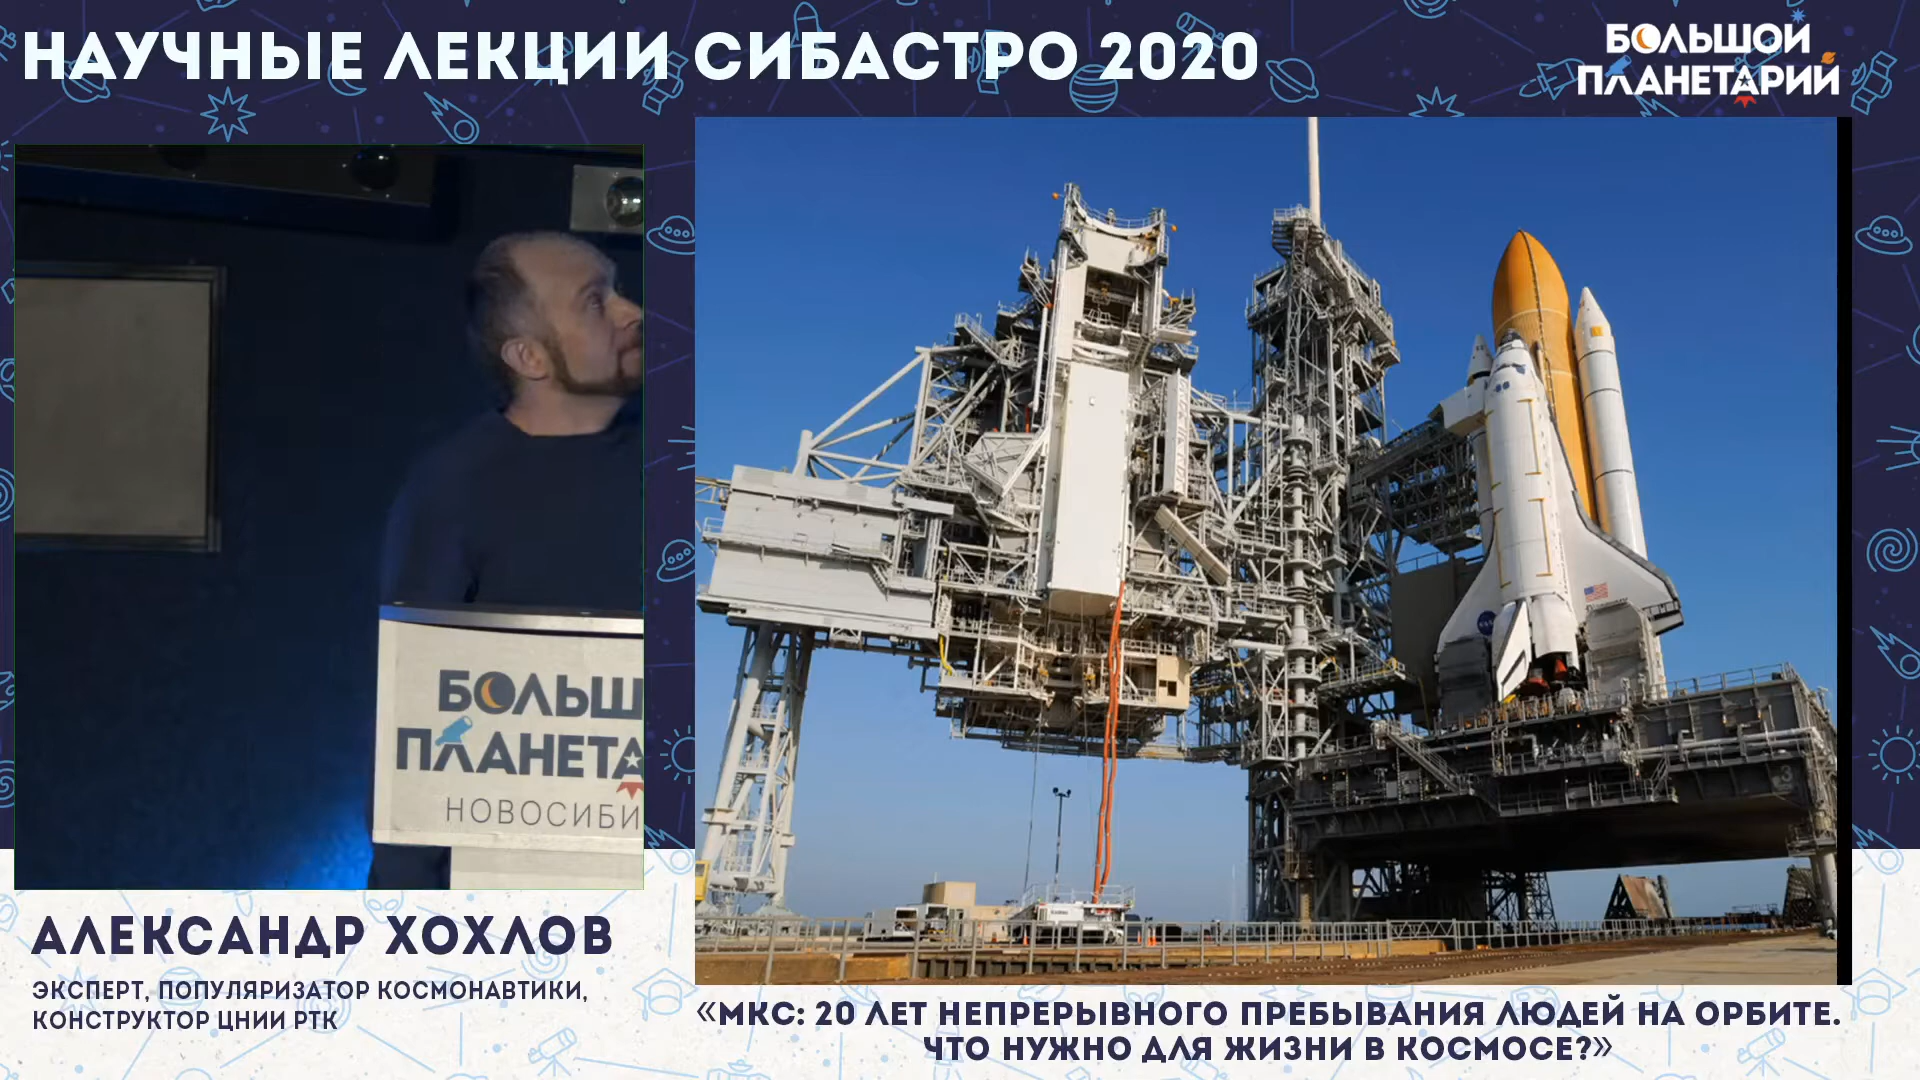 НАУЧНЫЕ ЛЕКЦИИ СИБАСТРО 2020
БОЛЬШОЙ
ПЛАНЕТАРИЙ
БОЛЬШ
ПЛАНЕТА
НОВОСИБИ
3
АЛЕКСАНДР ХОХЛОВ
ЭКСПЕРТ, ПОПУЛЯРИЗАТОР КОСМОНАВТИКИ,
КОНСТРУКТОР ЦНИИ РТК
«МКС: 20 ЛЕТ НЕПРЕРЫВНОГО ПРЕБЫВАНИЯ ЛЮДЕЙ НА ОРБИТЕ.
ЧТО НУЖНО ДЛЯ ЖИЗНИ В КОСМОСЕ?»